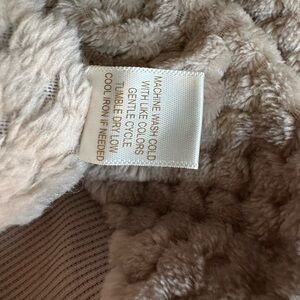 MACHINE WASH COLD
WITH LIKE COLORS
GENTLE CYCLE
TUMBLE DRY LOW
COOL IRON IF NEEDED